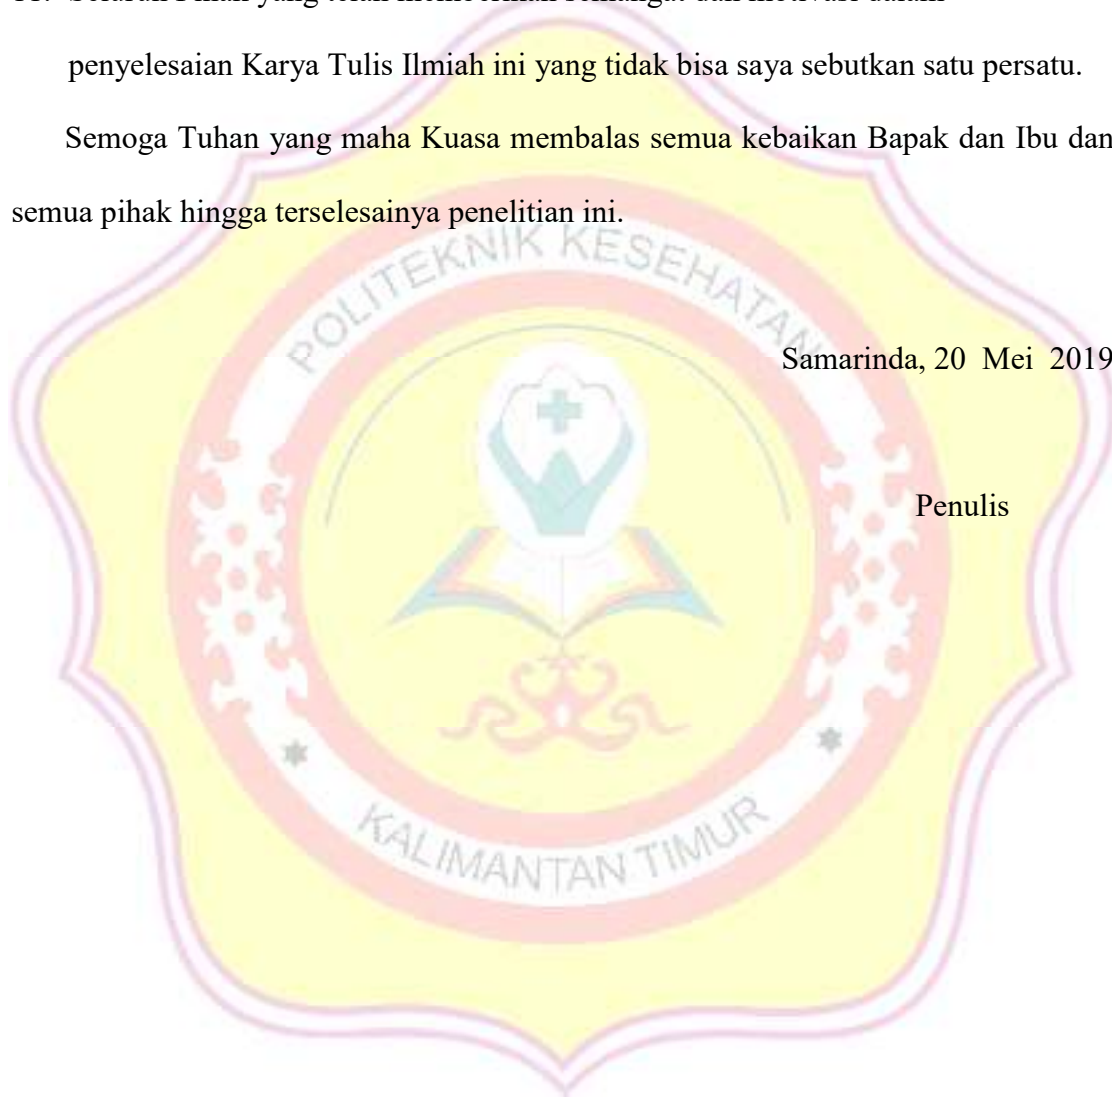 penyelesaian Karya Tulis Ilmiah ini yang tidak bisa saya sebutkan satu persatu.
Semoga Tuhan yang maha Kuasa membalas semua kebaikan Bapak dan Ibu dan
semua pihak hingga terselesainya penelitian ini.
POLITEKNIK KESEHATAN
Samarinda, 20 Mei 2019
Penulis
KALIMANTAN TIMUR